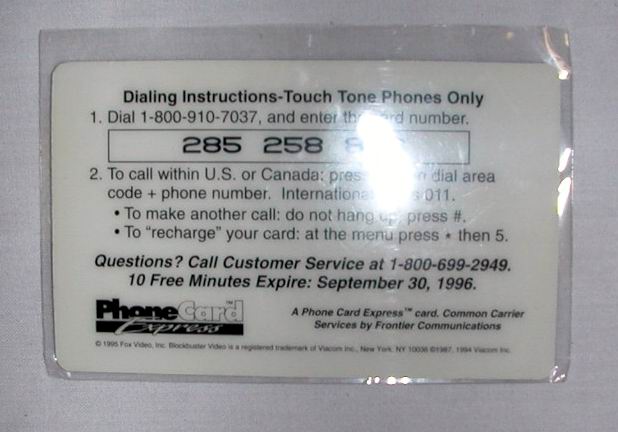 Dialing Instructions-Touch Tone Phones Only
1. Dial 1-800-910-7037, and enter the card number.
285 258
2. To call within U.S. or Canada: press dial area
code + phone number. International 011.
• To make another call: do not hang up, press #.
• To “recharge” your card: at the menu press * then 5.
Questions? Call Customer Service at 1-800-699-2949.
10 Free Minutes Expire: September 30, 1996.
PhoneCard™
Express
A Phone Card Express™ card. Common Carrier
Services by Frontier Communications
© 1995 Fox Video, Inc. Blockbuster Video is a registered trademark of Viacom Inc., New York, NY 10036 ©1987, 1994 Viacom Inc.